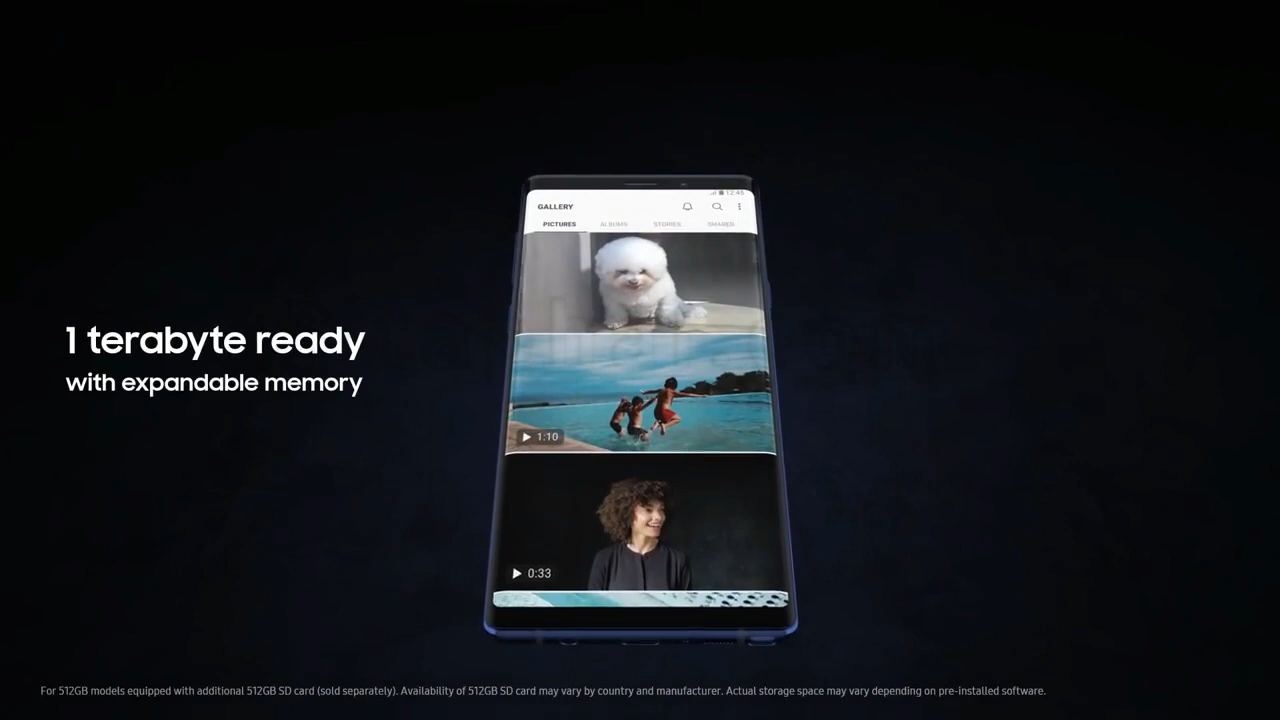 12:45
GALLERY
PICTURES ALBUMS STORIES SHARED
1 terabyte ready
with expandable memory
1:10
0:33
For 512GB models equipped with additional 512GB SD card (sold separately). Availability of 512GB SD card may vary by country and manufacturer. Actual storage space may vary depending on pre-installed software.